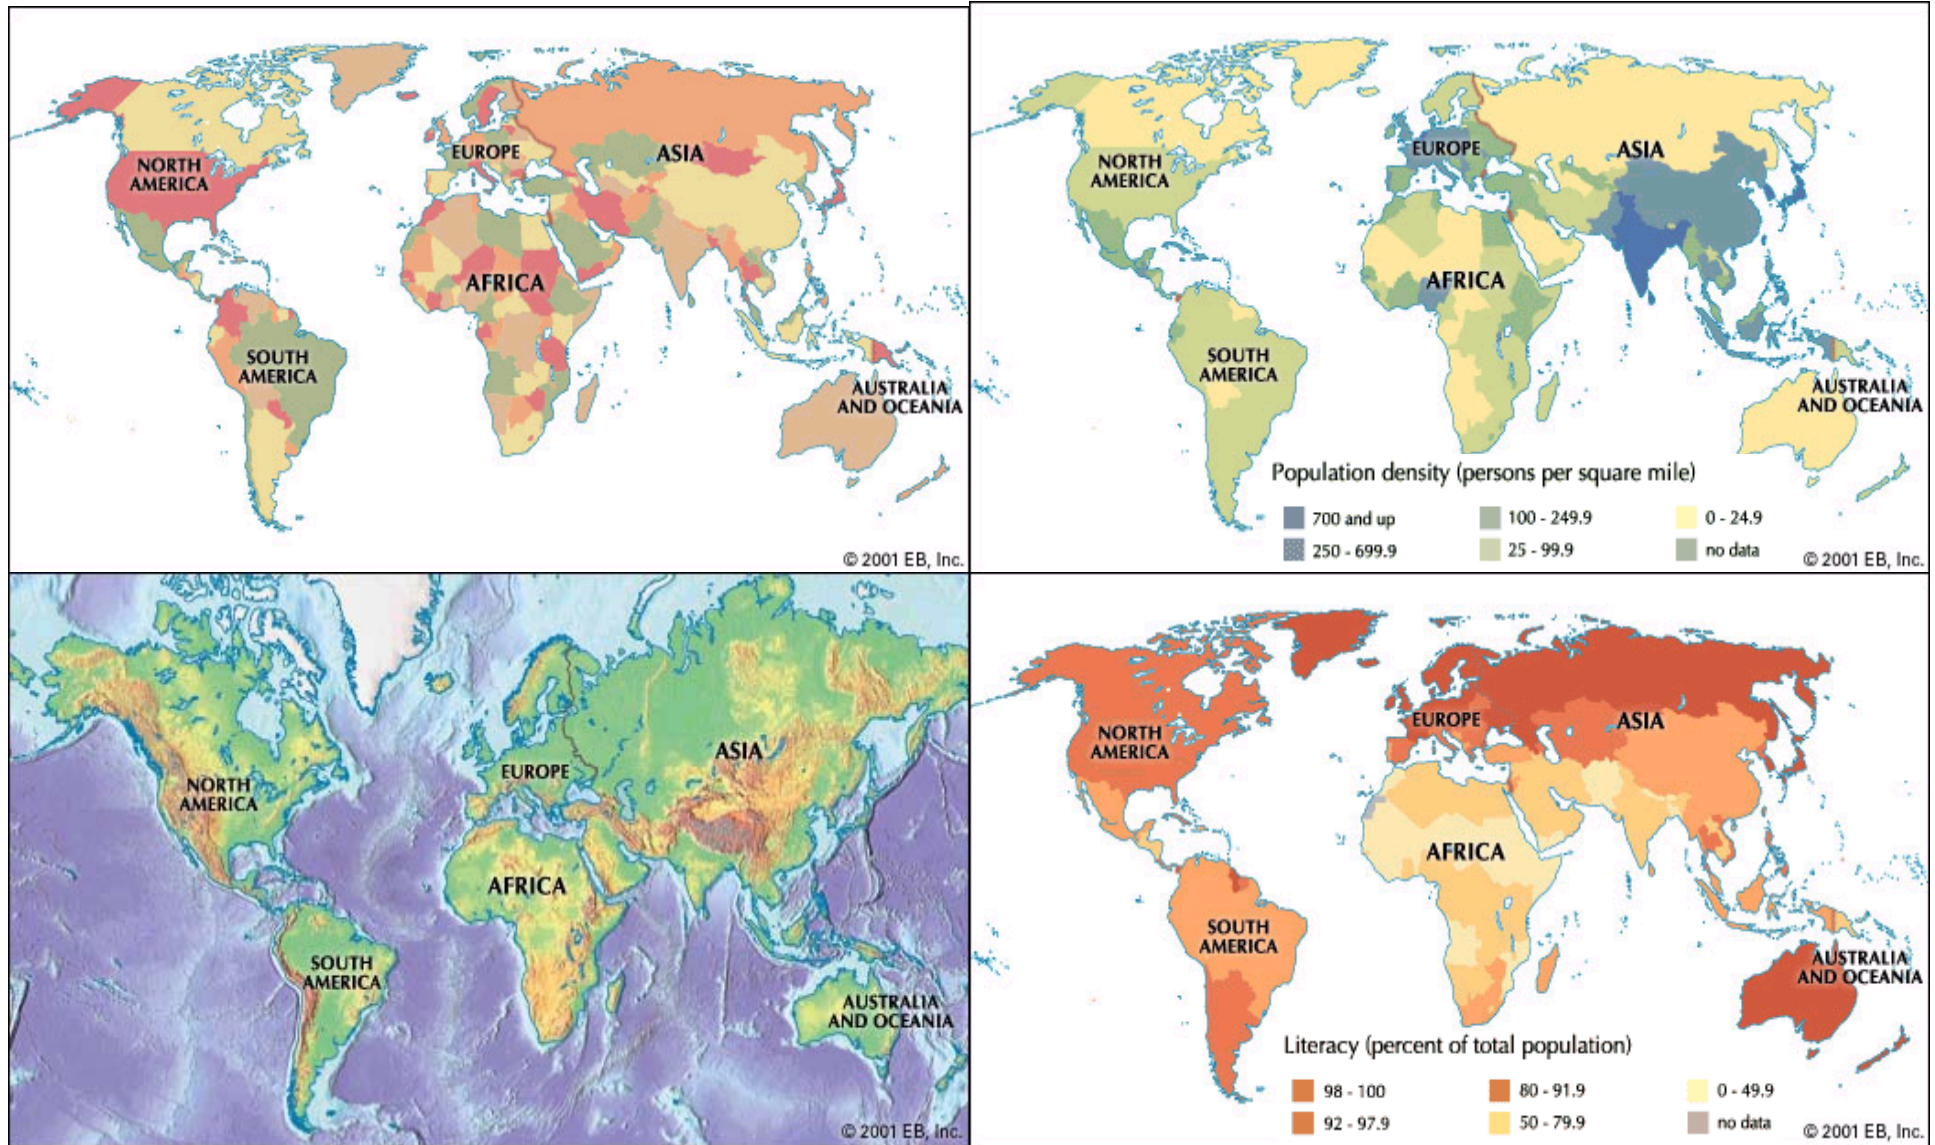 NORTH
AMERICA
EUROPE
ASIA
AFRICA
SOUTH
AMERICA
AUSTRALIA
AND OCEANIA
© 2001 EB, Inc.
NORTH
AMERICA
EUROPE
ASIA
AFRICA
SOUTH
AMERICA
AUSTRALIA
AND OCEANIA
Population density (persons per square mile)
700 and up
100 - 249.9
0 - 24.9
250 - 699.9
25 - 99.9
no data
© 2001 EB, Inc.
NORTH
AMERICA
EUROPE
ASIA
AFRICA
SOUTH
AMERICA
AUSTRALIA
AND OCEANIA
© 2001 EB, Inc.
NORTH
AMERICA
EUROPE
ASIA
AFRICA
SOUTH
AMERICA
AUSTRALIA
AND OCEANIA
Literacy (percent of total population)
98 - 100
80 - 91.9
0 - 49.9
92 - 97.9
50 - 79.9
no data
© 2001 EB, Inc.